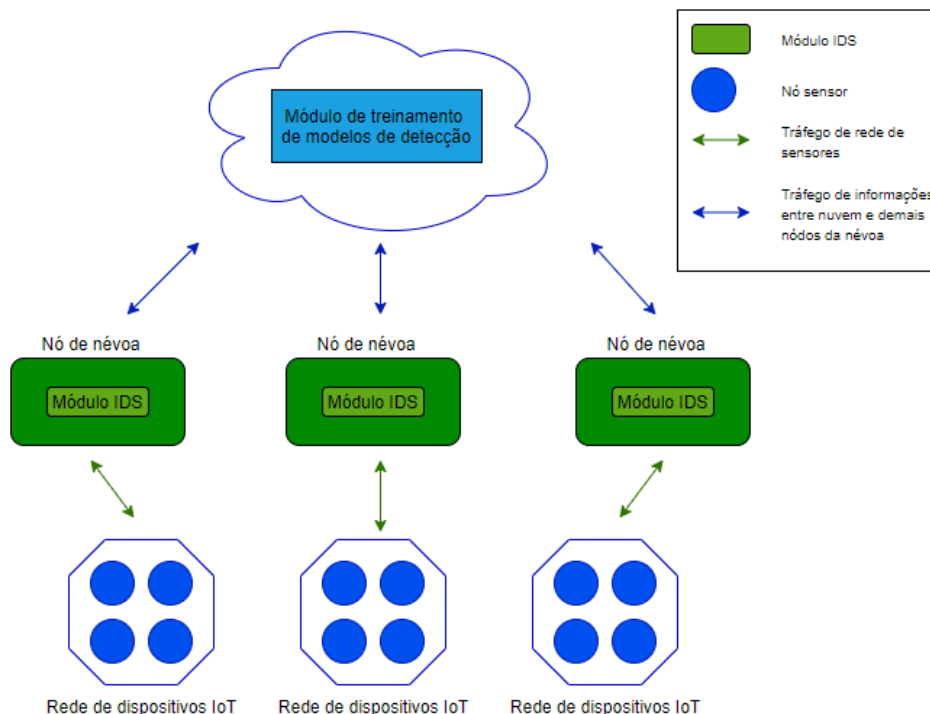 Módulo de treinamento
de modelos de detecção
Módulo IDS
Nó sensor
Tráfego de rede de
sensores
Tráfego de informações
entre nuvem e demais
nódos da névoa
Nó de névoa
Nó de névoa
Nó de névoa
Módulo IDS
Módulo IDS
Módulo IDS
Rede de dispositivos IoT
Rede de dispositivos IoT
Rede de dispositivos IoT